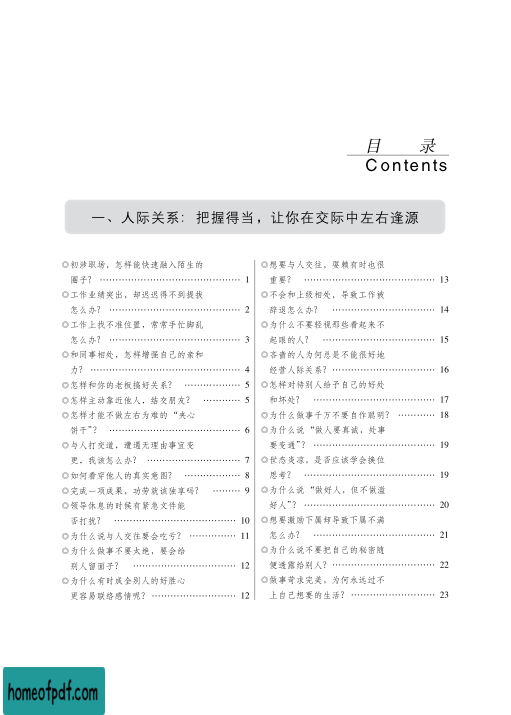 目 录
Contents
一、人际关系：把握得当，让你在交际中左右逢源
◎初涉职场，怎样能快速融入陌生的
圈子？ ………………………………… 1
◎工作业绩突出，却迟迟得不到提拔
怎么办？ ……………………………… 2
◎工作上找不准位置，常常手忙脚乱
怎么办？ ……………………………… 3
◎和同事相处，怎样增强自己的亲和
力？ …………………………………… 4
◎怎样和你的老板搞好关系？ ………… 5
◎怎样主动靠近他人，结交朋友？ …… 5
◎怎样才能不做左右为难的“夹心
饼干”？ ……………………………… 6
◎与人打交道，遭遇无理由事宜变
更，我该怎么办？ …………………… 7
◎如何看穿他人的真实意图？ ………… 8
◎完成一项成果，功劳就该独享吗？ … 9
◎领导休息的时候有紧急文件能
否打扰？ ……………………………… 10
◎为什么说与人交往要会吃亏？ ……… 11
◎为什么做事不要太绝，要会给
别人留面子？ ………………………… 12
◎为什么有时成全别人的好胜心
更容易联络感情呢？ ………………… 12
◎想要与人交往，耍赖有时也很
重要？ ………………………………… 13
◎不会和上级相处，导致工作被
辞退怎么办？ ………………………… 14
◎为什么不要轻视那些看起来不
起眼的人？ …………………………… 15
◎吝啬的人为何总是不能很好地
经营人际关系？ ……………………… 16
◎怎样对待别人给予自己的好处
和坏处？ ……………………………… 17
◎为什么做事千万不要自作聪明？ …… 18
◎为什么说“做人要真诚，处事
要变通”？ …………………………… 19
◎世态炎凉，是否应该学会换位
思考？ ………………………………… 19
◎为什么说“做好人，但不做滥
好人”？ ……………………………… 20
◎想要激励下属却导致下属不满
怎么办？ ……………………………… 21
◎为什么说不要把自己的秘密随
便透露给别人？ ……………………… 22
◎做事苛求完美，为何永远过不
上自己想要的生活？ ………………… 23
homeofpdf.com